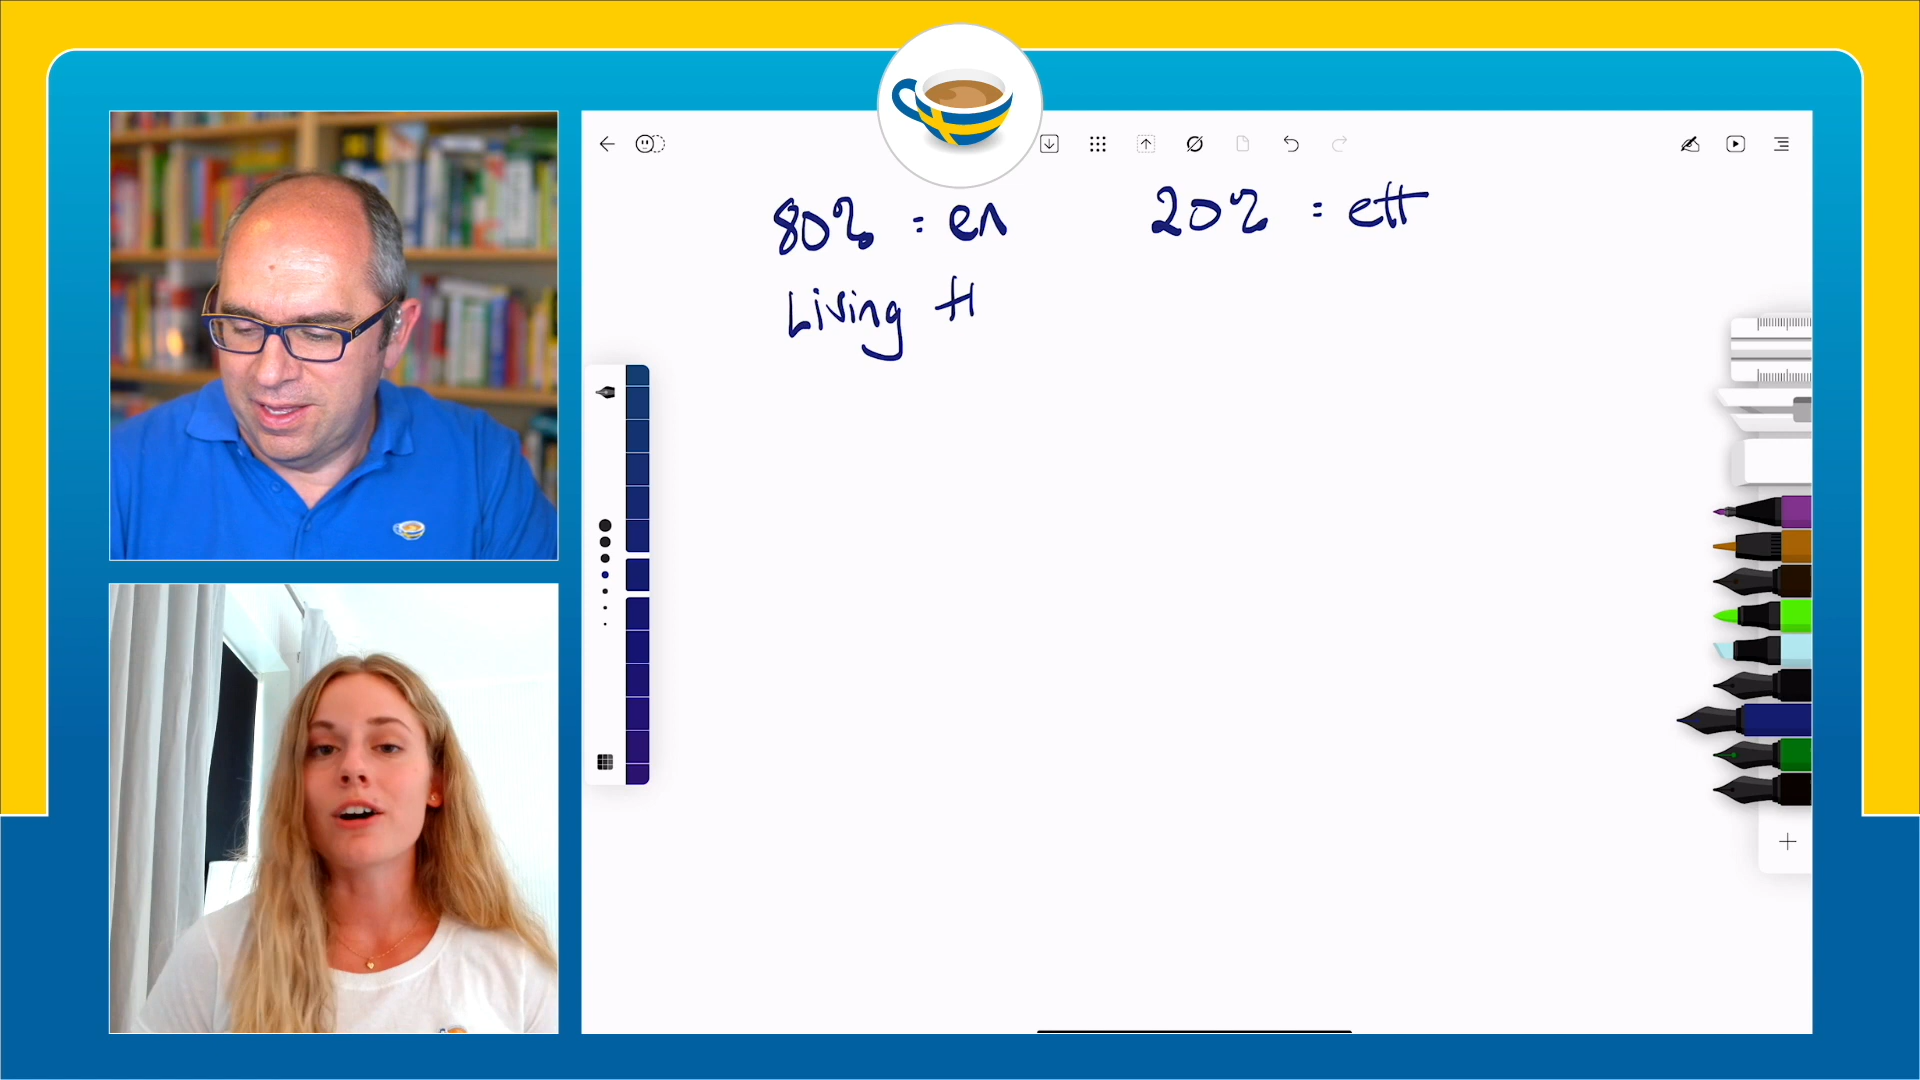 80% = en 20% = ett
Living